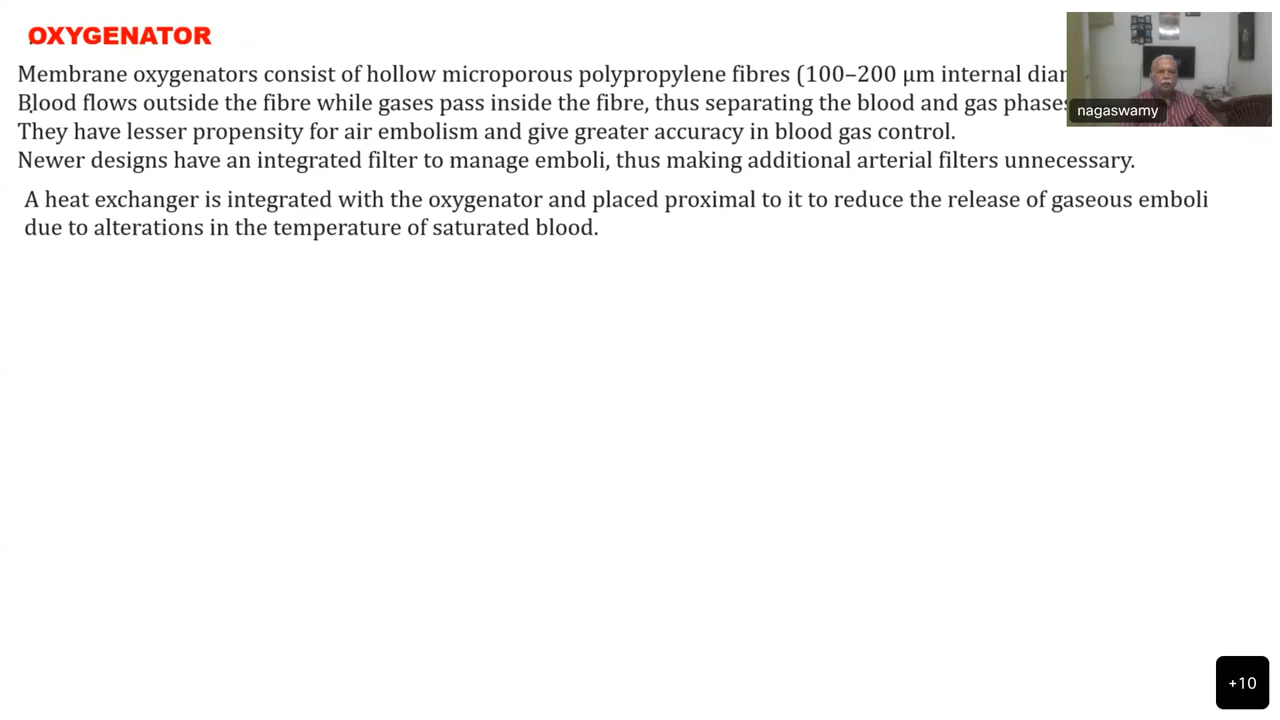 OXYGENATOR
Membrane oxygenators consist of hollow microporous polypropylene fibres (100–200 µm internal
Blood flows outside the fibre while gases pass inside the fibre, thus separating the blood and gas
They have lesser propensity for air embolism and give greater accuracy in blood gas control.
Newer designs have an integrated filter to manage emboli, thus making additional arterial filters unnecessary.
A heat exchanger is integrated with the oxygenator and placed proximal to it to reduce the release of gaseous emboli
due to alterations in the temperature of saturated blood.
nagaswamy
+10